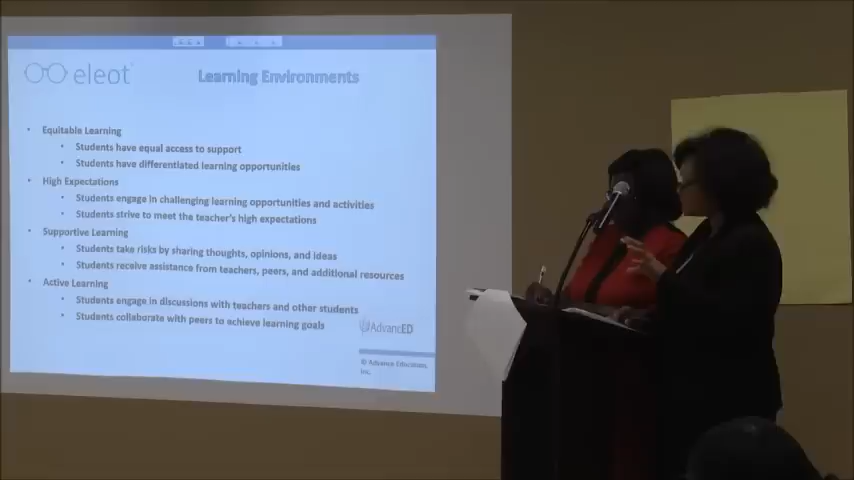 eleot
Learning Environments
• Equitable Learning
• Students have equal access to support
• Students have differentiated learning opportunities
• High Expectations
• Students engage in challenging learning opportunities and activities
• Students strive to meet the teacher's high expectations
• Supportive Learning
• Students take risks by sharing thoughts, opinions, and ideas
• Students receive assistance from teachers, peers, and additional resources
• Active Learning
• Students engage in discussions with teachers and other students
• Students collaborate with peers to achieve learning goals
AdvancED
© Advance Education,
Inc.